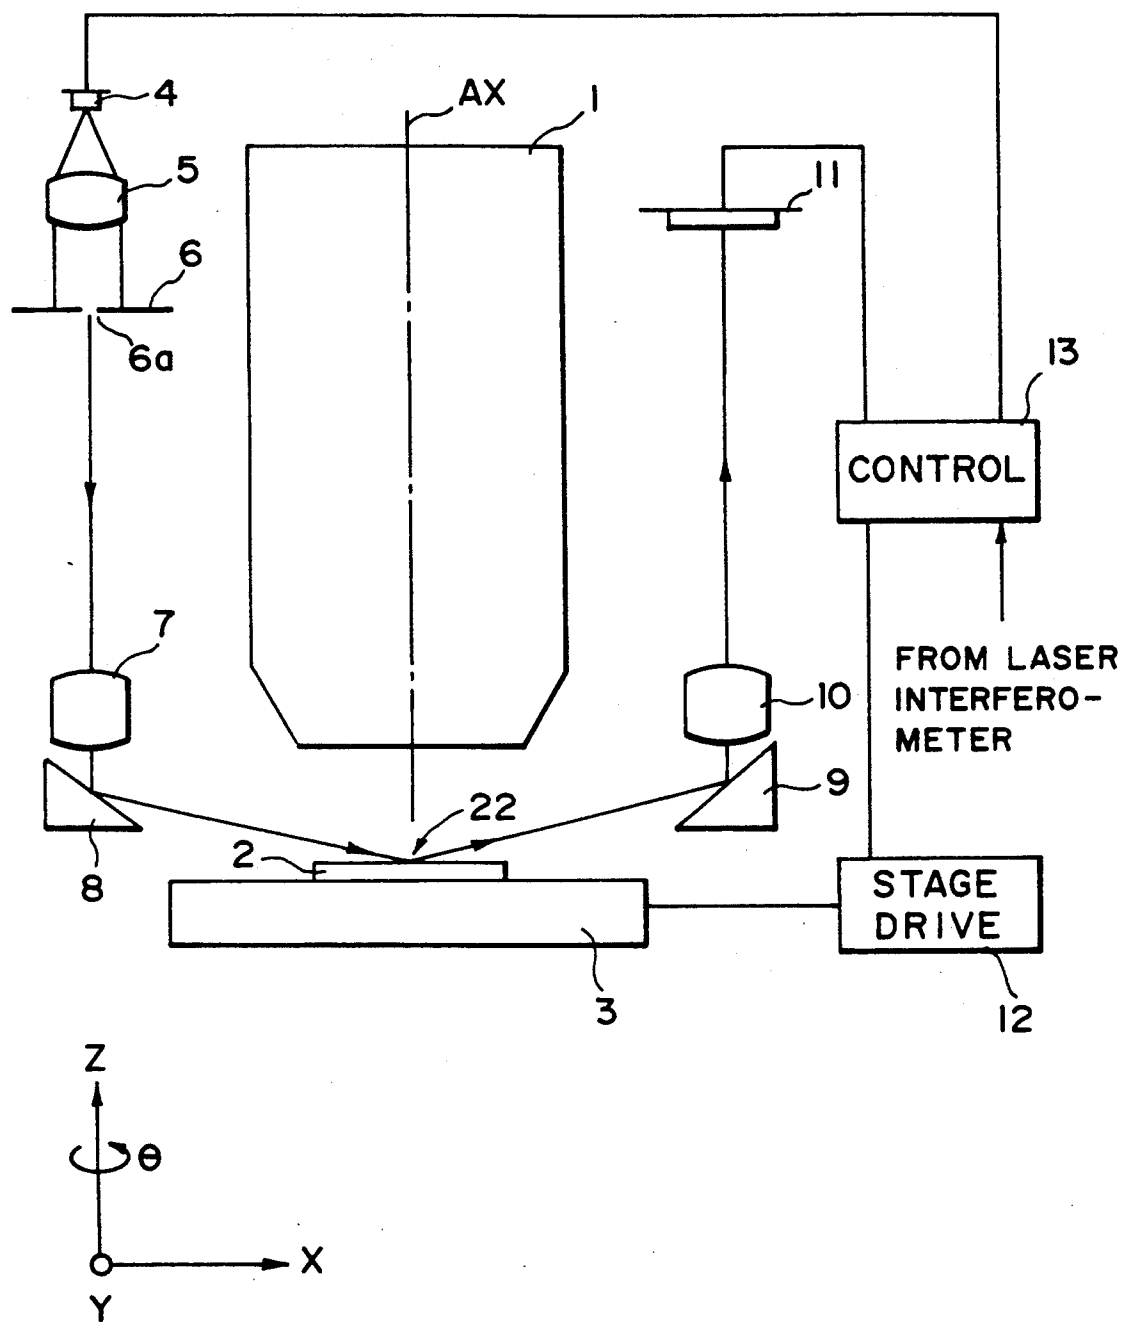 4
AX
1
5
11
6
6a
13
CONTROL
7
FROM LASER
INTERFERO-
METER
10
9
22
2
8
STAGE
DRIVE
3
12
Z
θ
X
Y